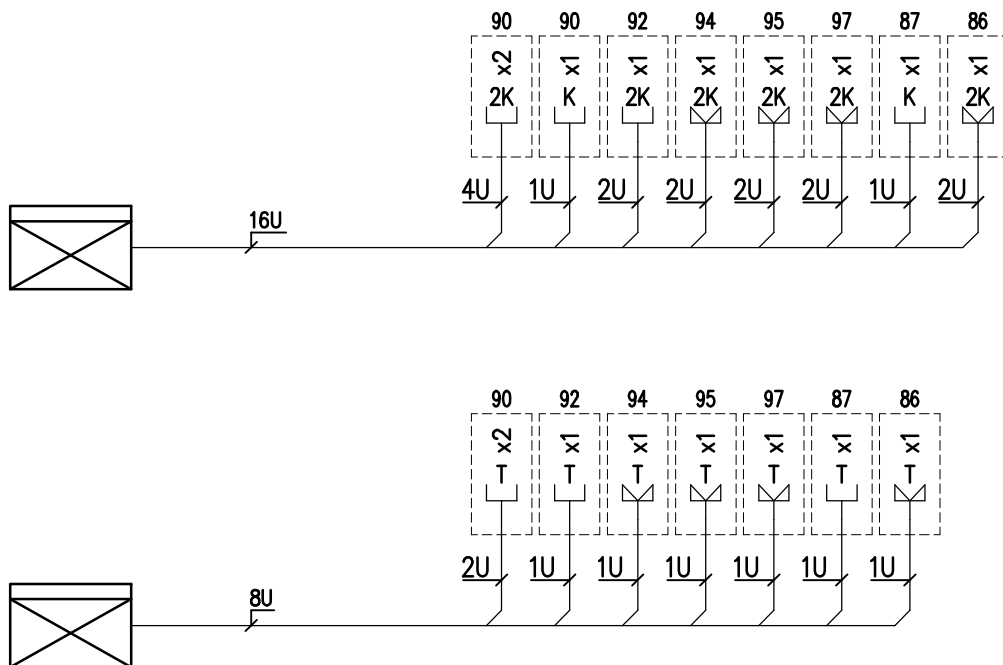 90 90 92 94 95 97 87 86
x2 x1 x1 x1 x1 x1 x1 x1
2K K 2K 2K 2K 2K K 2K
4U 1U 2U 2U 2U 2U 1U 2U
16U
90 92 94 95 97 87 86
x2 x1 x1 x1 x1 x1 x1
T T T T T T T
2U 1U 1U 1U 1U 1U 1U
8U